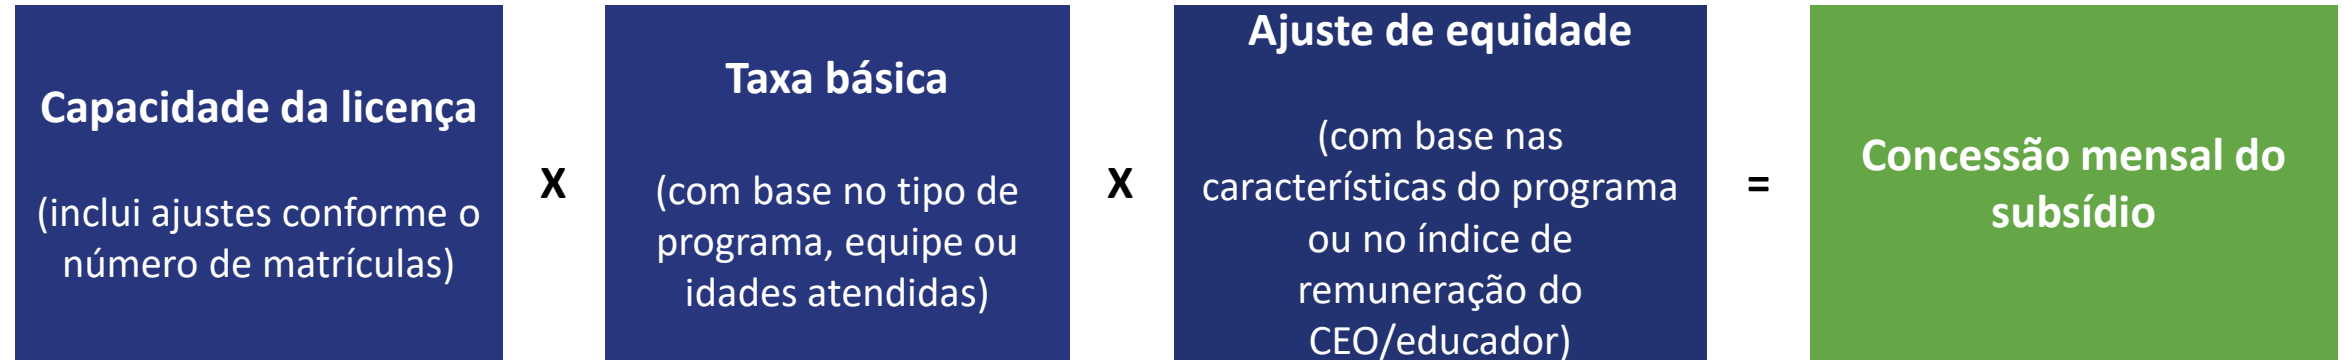 Capacidade da licença
(inclui ajustes conforme o
número de matrículas)
X
Taxa básica
(com base no tipo de
programa, equipe ou
idades atendidas)
X
Ajuste de equidade
(com base nas
características do programa
ou no índice de
remuneração do
CEO/educador)
=
Concessão mensal do
subsídio